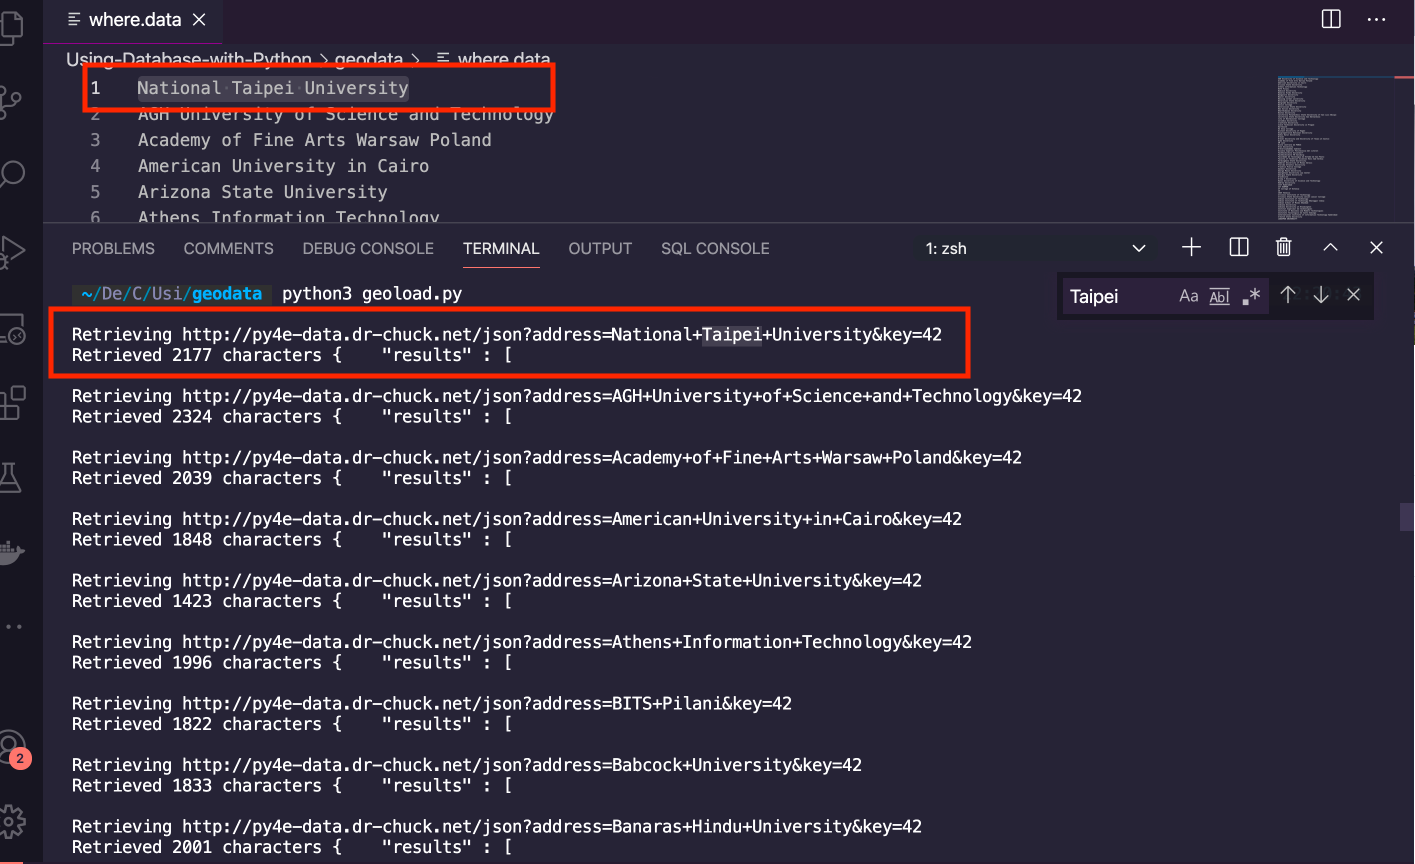 where.data
Using-Database-with-Python > geodata > where.data
1 National Taipei University
2 AGH University of Science and Technology
3 Academy of Fine Arts Warsaw Poland
4 American University in Cairo
5 Arizona State University
6 Athens Information Technology
PROBLEMS COMMENTS DEBUG CONSOLE TERMINAL OUTPUT SQL CONSOLE 1: zsh
~/De/C/Usi/geodata python3 geoload.py
Taipei Aa Abl .*
Retrieving http://py4e-data.dr-chuck.net/json?address=National+Taipei+University&key=42
Retrieved 2177 characters { "results" : [
Retrieving http://py4e-data.dr-chuck.net/json?address=AGH+University+of+Science+and+Technology&key=42
Retrieved 2324 characters { "results" : [
Retrieving http://py4e-data.dr-chuck.net/json?address=Academy+of+Fine+Arts+Warsaw+Poland&key=42
Retrieved 2039 characters { "results" : [
Retrieving http://py4e-data.dr-chuck.net/json?address=American+University+in+Cairo&key=42
Retrieved 1848 characters { "results" : [
Retrieving http://py4e-data.dr-chuck.net/json?address=Arizona+State+University&key=42
Retrieved 1423 characters { "results" : [
Retrieving http://py4e-data.dr-chuck.net/json?address=Athens+Information+Technology&key=42
Retrieved 1996 characters { "results" : [
Retrieving http://py4e-data.dr-chuck.net/json?address=BITS+Pilani&key=42
Retrieved 1822 characters { "results" : [
2
Retrieving http://py4e-data.dr-chuck.net/json?address=Babcock+University&key=42
Retrieved 1833 characters { "results" : [
Retrieving http://py4e-data.dr-chuck.net/json?address=Banaras+Hindu+University&key=42
Retrieved 2001 characters { "results" : [